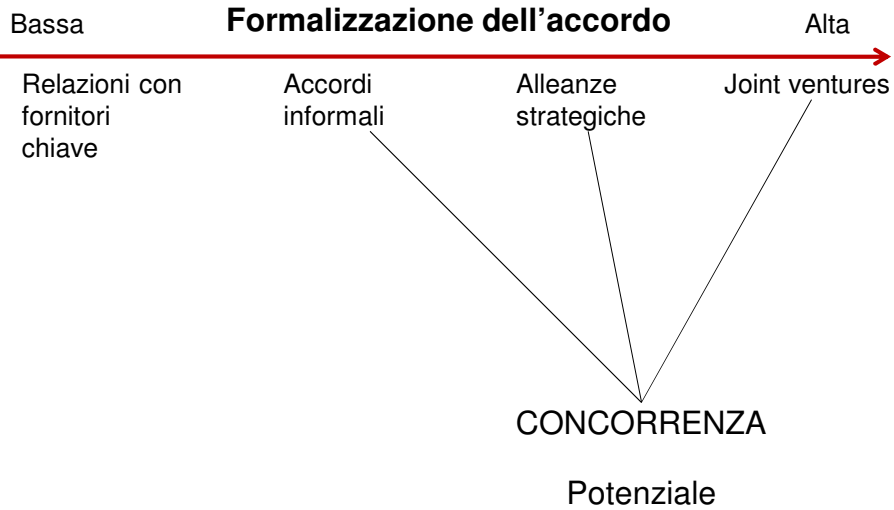 Bassa
Formalizzazione dell'accordo
Alta
Relazioni con
fornitori
chiave
Accordi
informali
Alleanze
strategiche
Joint ventures
CONCORRENZA
Potenziale